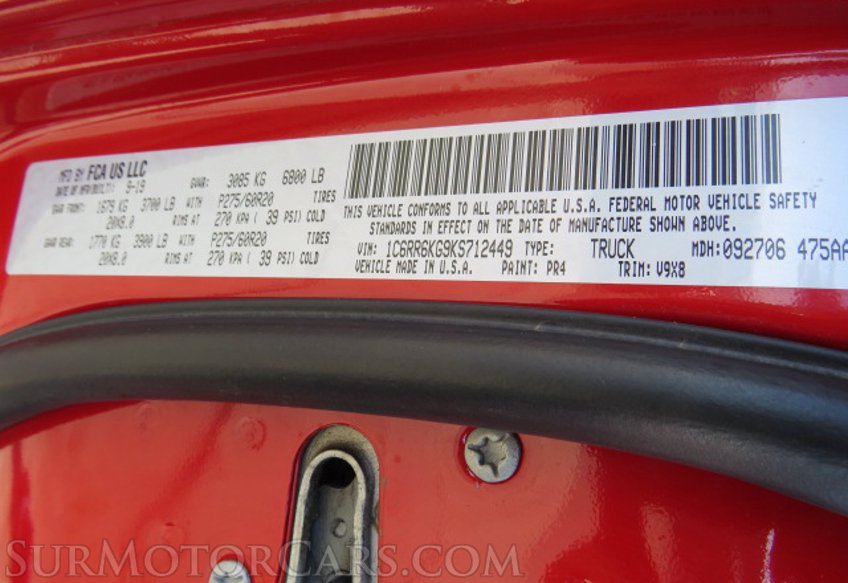 MFD BY FCA US LLC
DATE OF MFR(BUILT): 9-19 GVWR: 3085 KG 6800 LB
GAWR FRONT: 1679 KG 3700 LB WITH P275/60R20 TIRES
20X8.0 RIMS AT 270 KPA ( 39 PSI) COLD
GAWR REAR: 1770 KG 3900 LB WITH P275/60R20 TIRES
20X8.0 RIMS AT 270 KPA ( 39 PSI) COLD
THIS VEHICLE CONFORMS TO ALL APPLICABLE U.S.A. FEDERAL MOTOR VEHICLE SAFETY
STANDARDS IN EFFECT ON THE DATE OF MANUFACTURE SHOWN ABOVE.
VIN: 1C6RR6KG9KS712449 TYPE: TRUCK MDH: 092706 475AA
VEHICLE MADE IN U.S.A. PAINT: PR4 TRIM: V9X8
SURMOTORCARS.COM